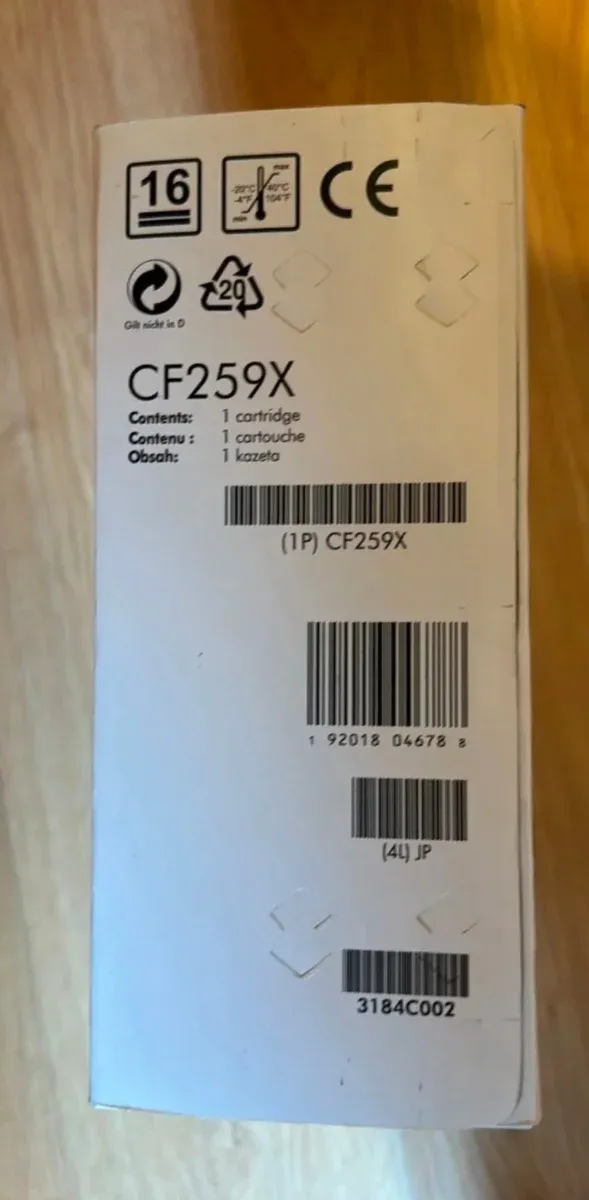 16
max
-20°C 40°C
-4°F 104°F
min
CE
Gilt nicht in D
20
CF259X
Contents: 1 cartridge
Contenu : 1 cartouche
Obsah: 1 kazeta
(1P) CF259X
1 92018 04678 8
(4L) JP
3184C002